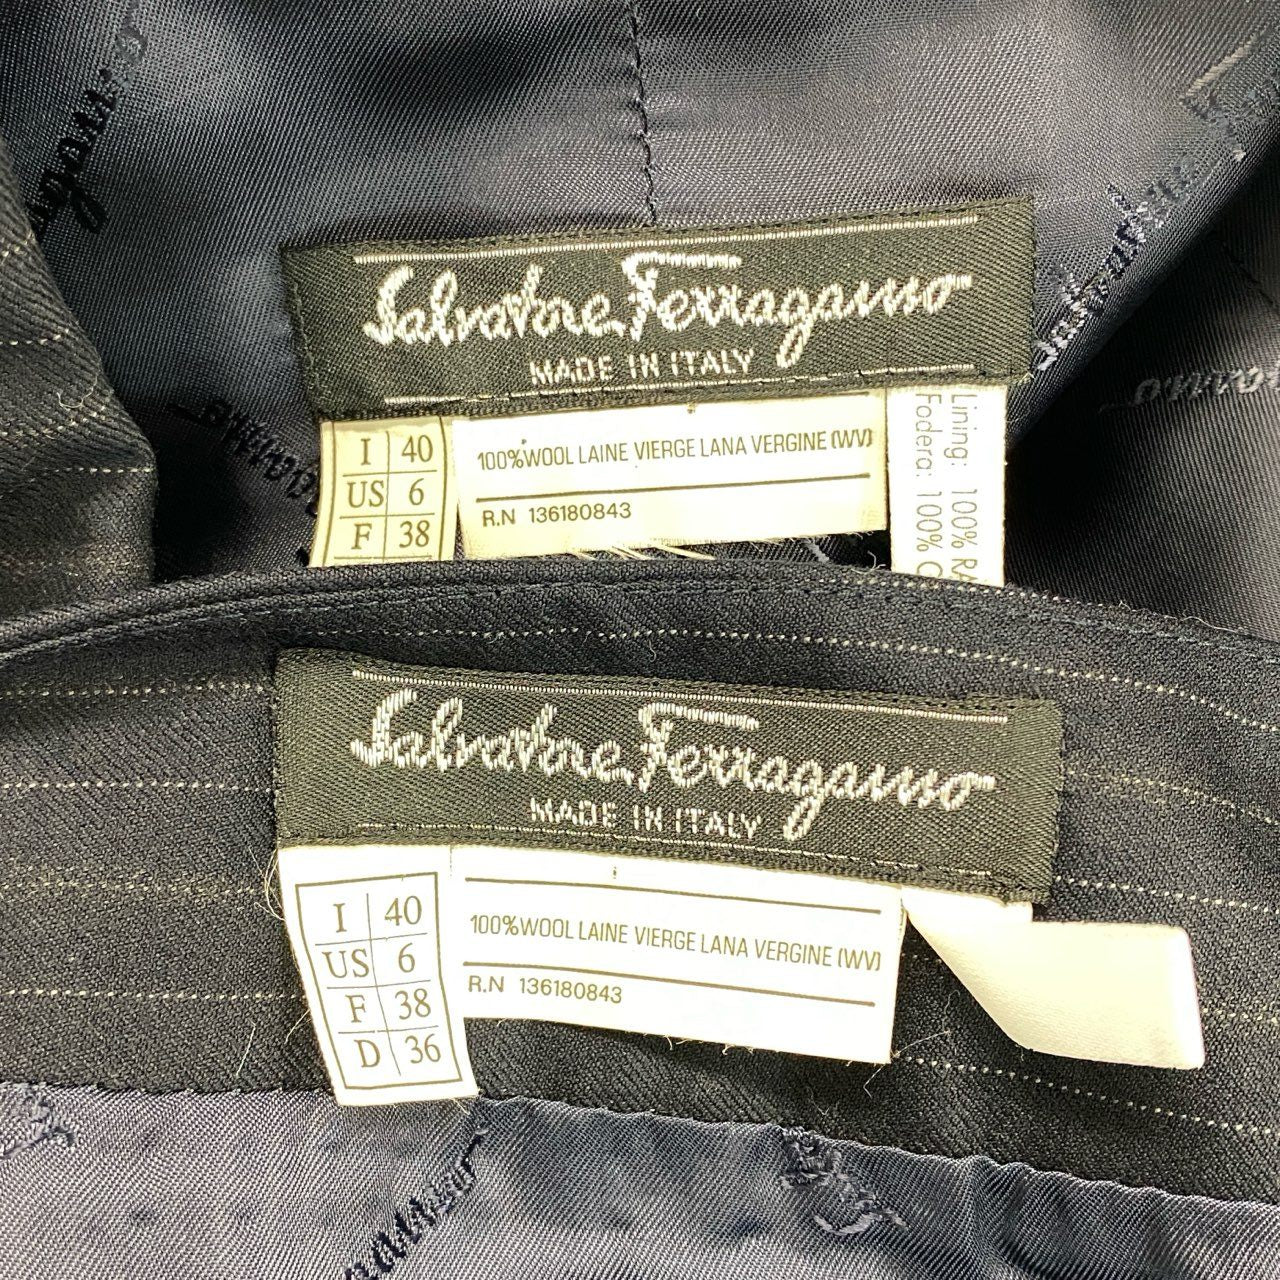 Salvatore Ferragamo
MADE IN ITALY
I 40
US 6
F 38
100% WOOL LAINE VIERGE LANA VERGINE (WV)
R.N 136180843
Lining: 100%
Fodera: 100%
Salvatore Ferragamo
MADE IN ITALY
I 40
US 6
F 38
D 36
100% WOOL LAINE VIERGE LANA VERGINE (WV)
R.N 136180843